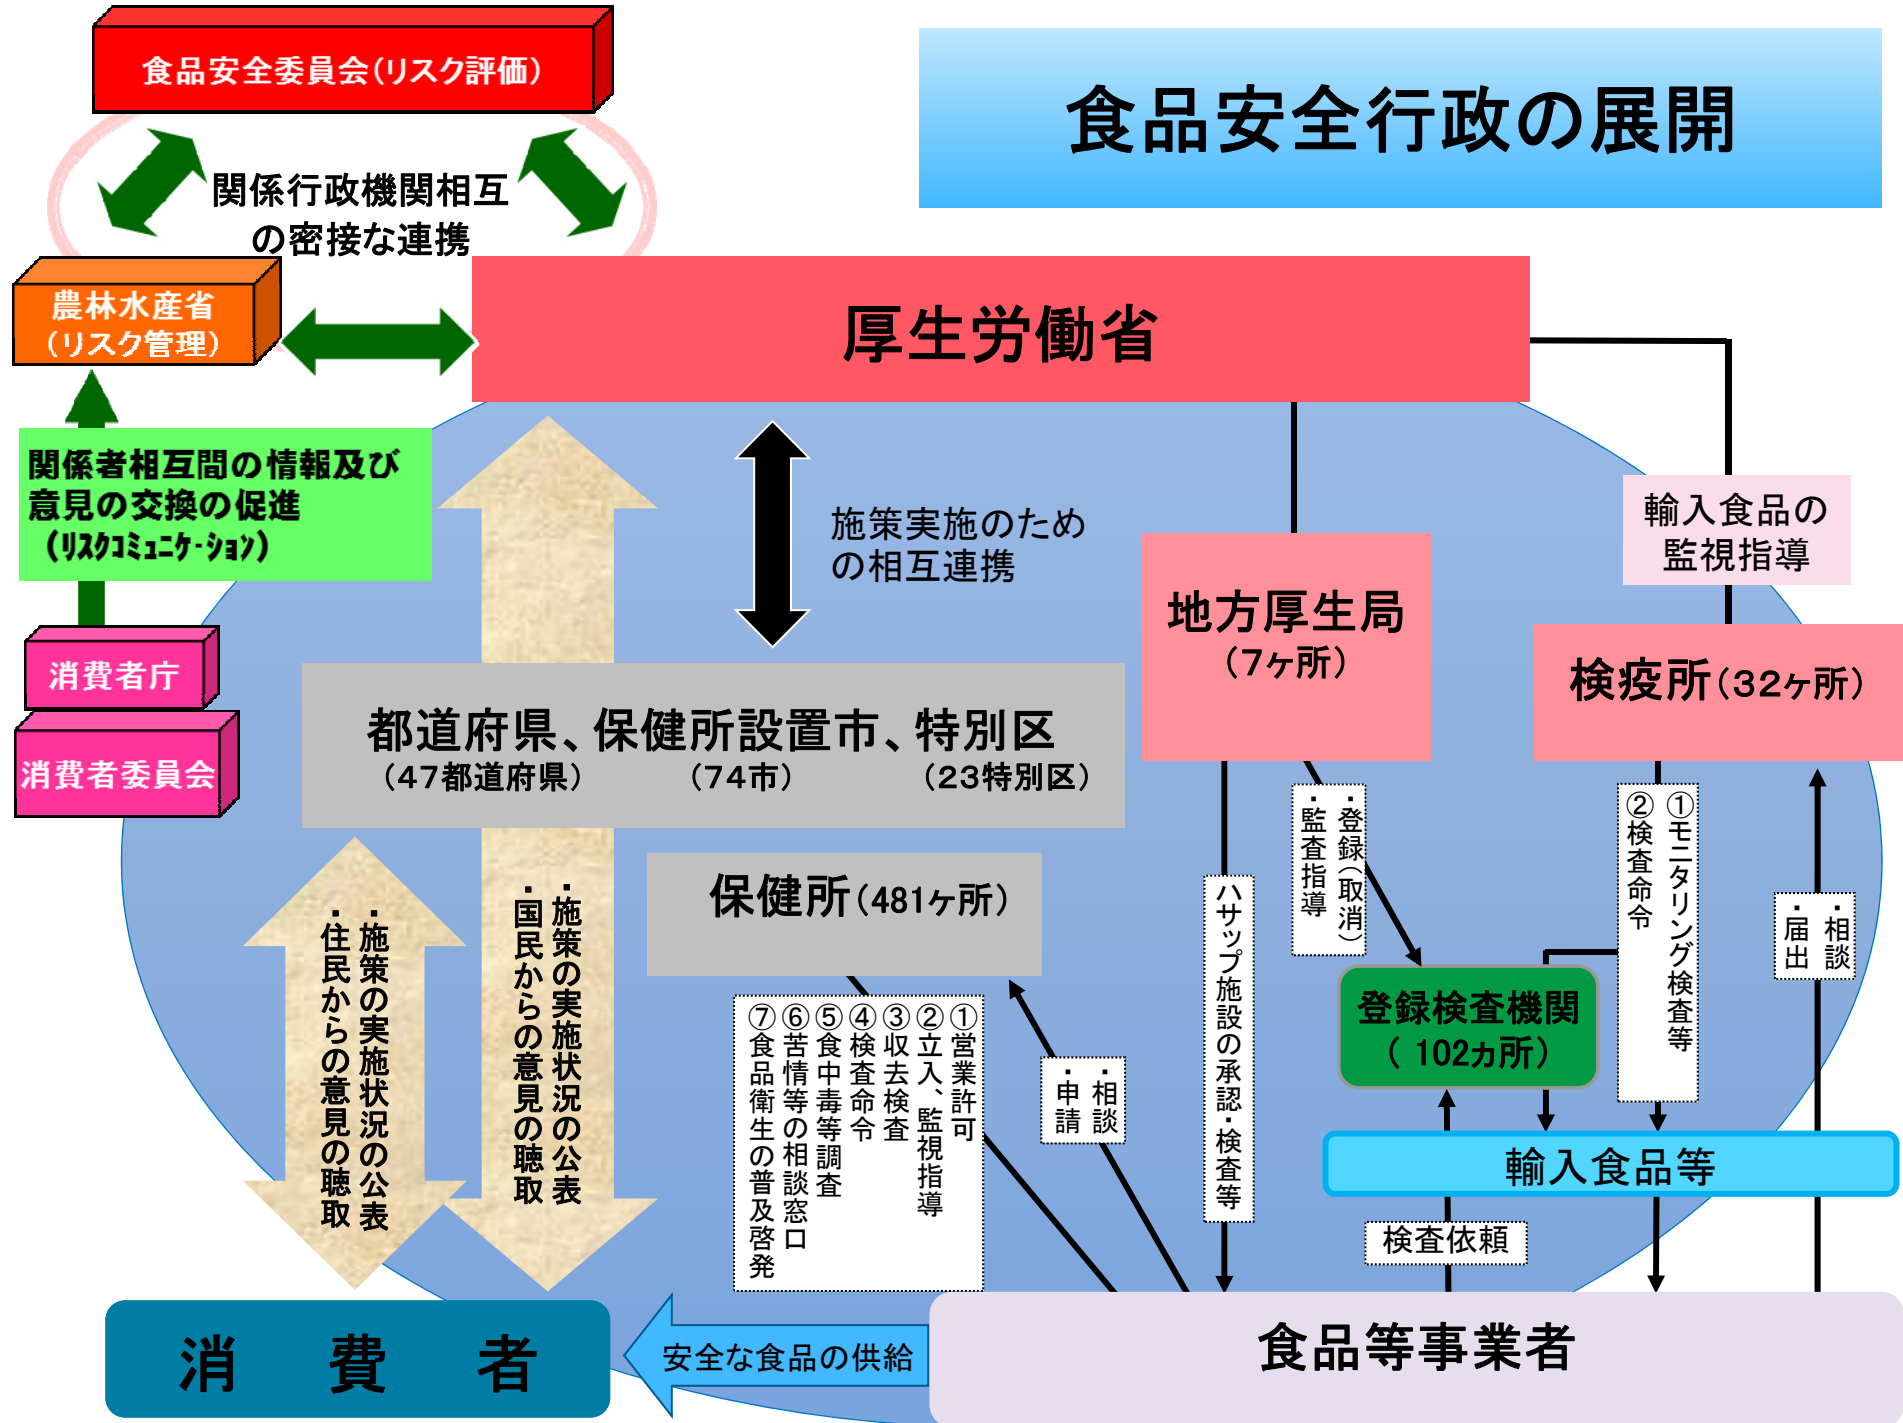 食品安全委員会(リスク評価)
食品安全行政の展開
関係行政機関相互
の密接な連携
農林水産省
(リスク管理)
厚生労働省
関係者相互間の情報及び
意見の交換の促進
(ﾘｽｸｺﾐｭﾆｹｰｼｮﾝ)
施策実施のため
の相互連携
輸入食品の
監視指導
地方厚生局
(7ヶ所)
検疫所(32ヶ所)
消費者庁
消費者委員会
都道府県、保健所設置市、特別区
(47都道府県)
(74市)
(23特別区)
保健所(481ヶ所)
・施策の実施状況の公表
・住民からの意見の聴取
・施策の実施状況の公表
・国民からの意見の聴取
①営業許可
②立入、監視指導
③収去検査
④検査命令
⑤食中毒等調査
⑥苦情等の相談窓口
⑦食品衛生の普及啓発
・相談
・申請
ハサップ施設の承認・検査等
・登録(取消)
・監査指導
①モニタリング検査等
②検査命令
・相談
・届出
登録検査機関
( 102ヵ所)
輸入食品等
検査依頼
消費者
安全な食品の供給
食品等事業者